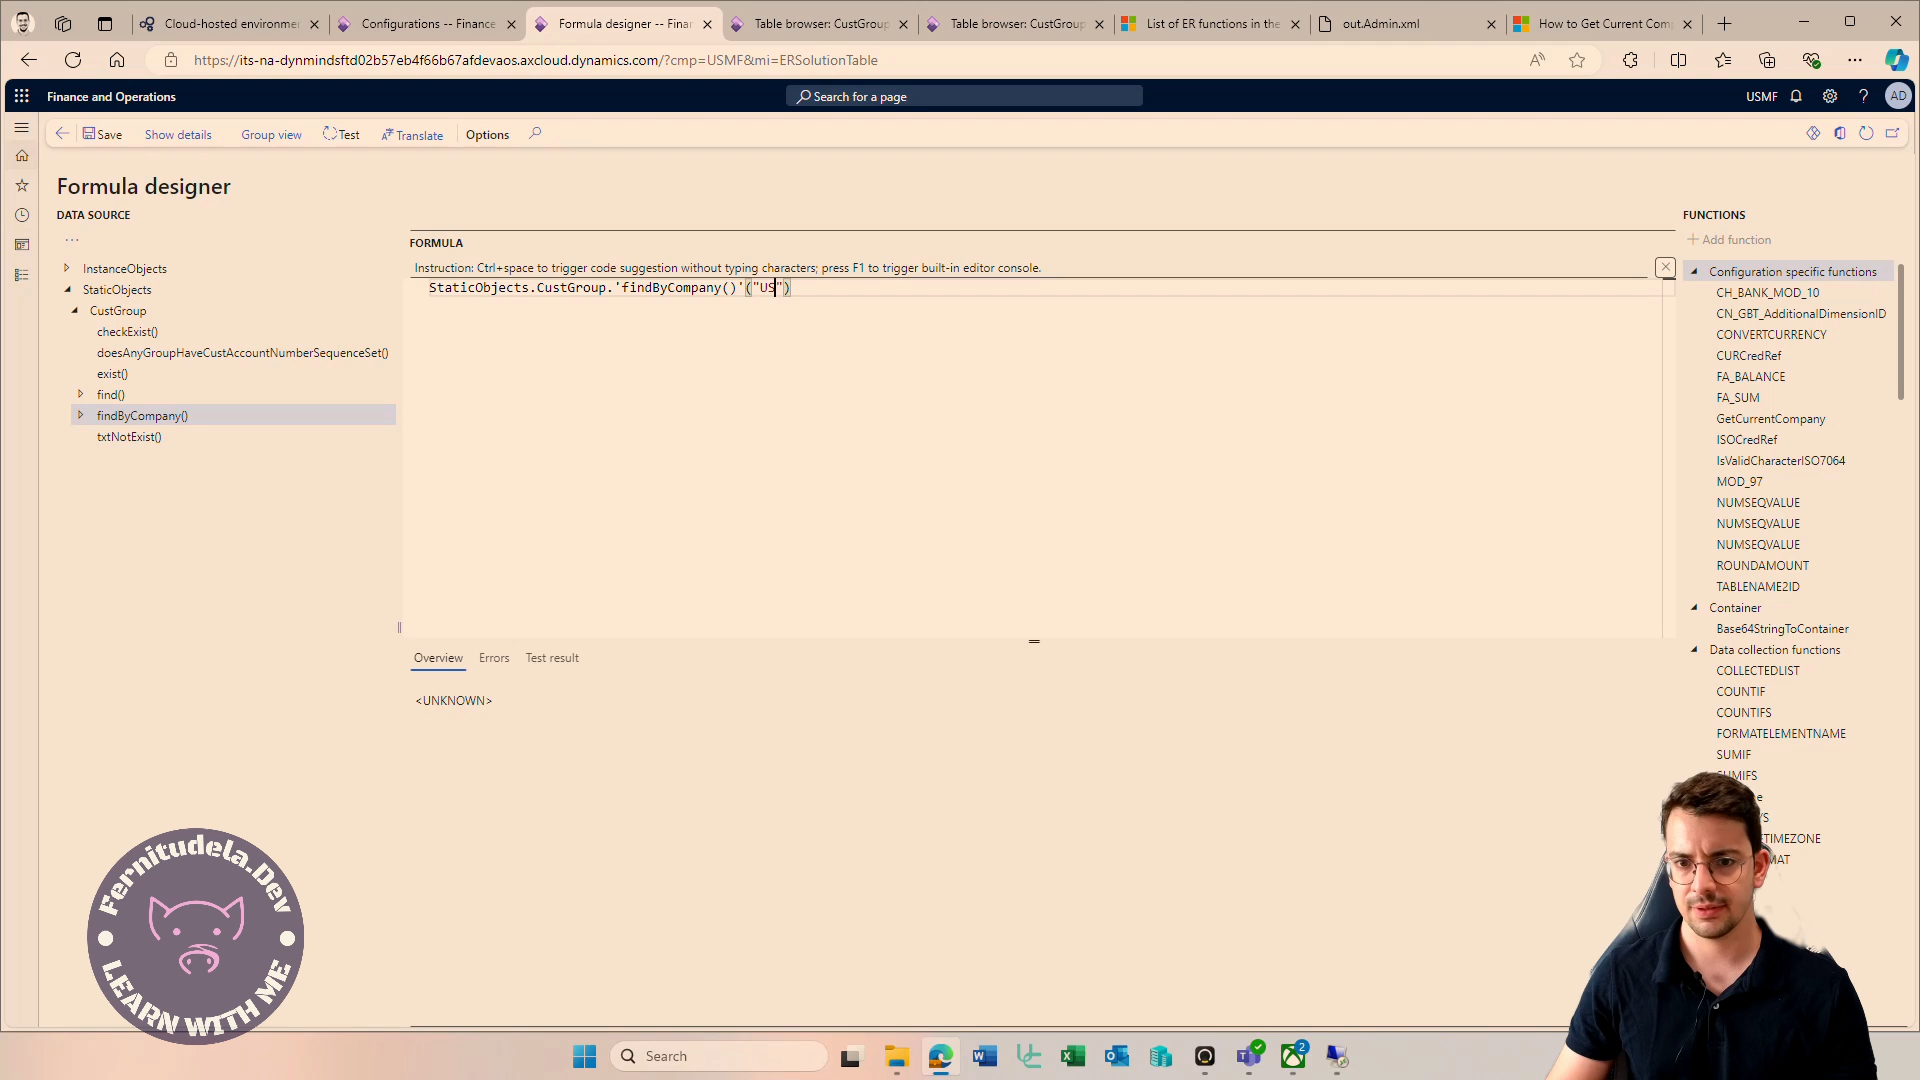 Cloud-hosted environmer
Configurations -- Finance
Formula designer -- Finar
Table browser: CustGroup
Table browser: CustGroup
List of ER functions in the
out.Admin.xml
How to Get Current Comp
https://its-na-dynmindsftd02b57eb4f66b67afdevaos.axcloud.dynamics.com/?cmp=USMF&mi=ERSolutionTable
Finance and Operations
Search for a page
USMF
AD
Save
Show details
Group view
Test
Translate
Options
Formula designer
DATA SOURCE
...
InstanceObjects
StaticObjects
CustGroup
checkExist()
doesAnyGroupHaveCustAccountNumberSequenceSet()
exist()
find()
findByCompany()
txtNotExist()
FORMULA
Instruction: Ctrl+space to trigger code suggestion without typing characters; press F1 to trigger built-in editor console.
StaticObjects.CustGroup.'findByCompany()'("US")
Overview
Errors
Test result
<UNKNOWN>
FUNCTIONS
Add function
Configuration specific functions
CH_BANK_MOD_10
CN_GBT_AdditionalDimensionID
CONVERTCURRENCY
CURCredRef
FA_BALANCE
FA_SUM
GetCurrentCompany
ISOCredRef
IsValidCharacterISO7064
MOD_97
NUMSEQVALUE
NUMSEQVALUE
NUMSEQVALUE
ROUNDAMOUNT
TABLENAME2ID
Container
Base64StringToContainer
Data collection functions
COLLECTEDLIST
COUNTIF
COUNTIFS
FORMATELEMENTNAME
SUMIF
SUMIFS
Fernitudela.Dev
LEARN WITH ME
Search
2